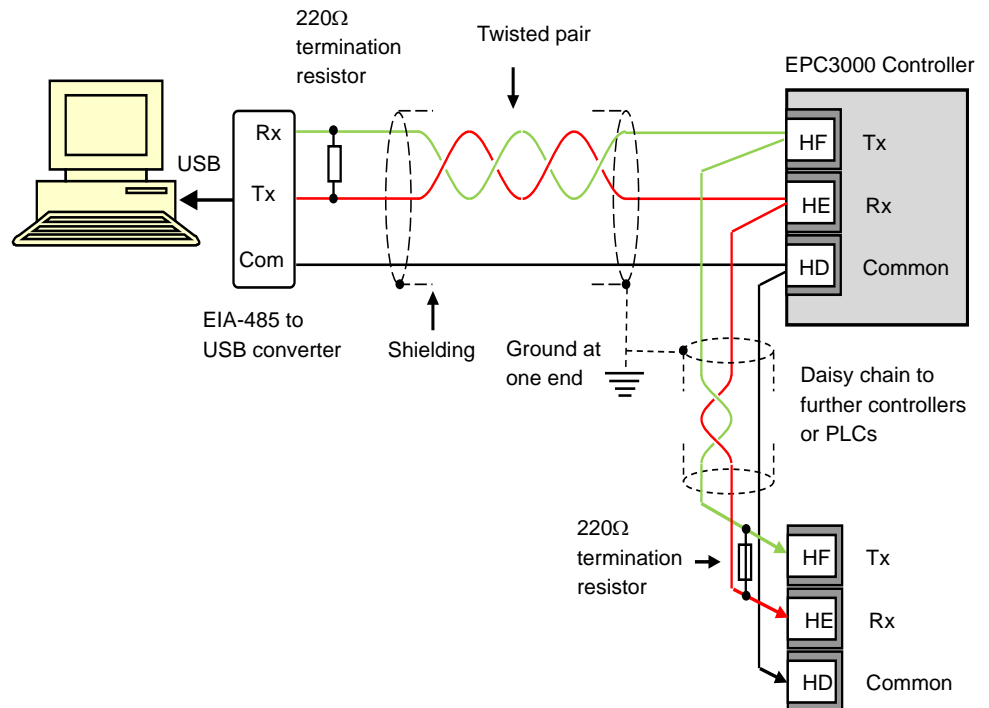 220Ω
termination
resistor
Twisted pair
EPC3000 Controller
USB
Rx
Tx
Com
HF
Tx
HE
Rx
HD
Common
EIA-485 to
USB converter
Shielding
Ground at
one end
Daisy chain to
further controllers
or PLCs
220Ω
termination
resistor
HF
Tx
HE
Rx
HD
Common